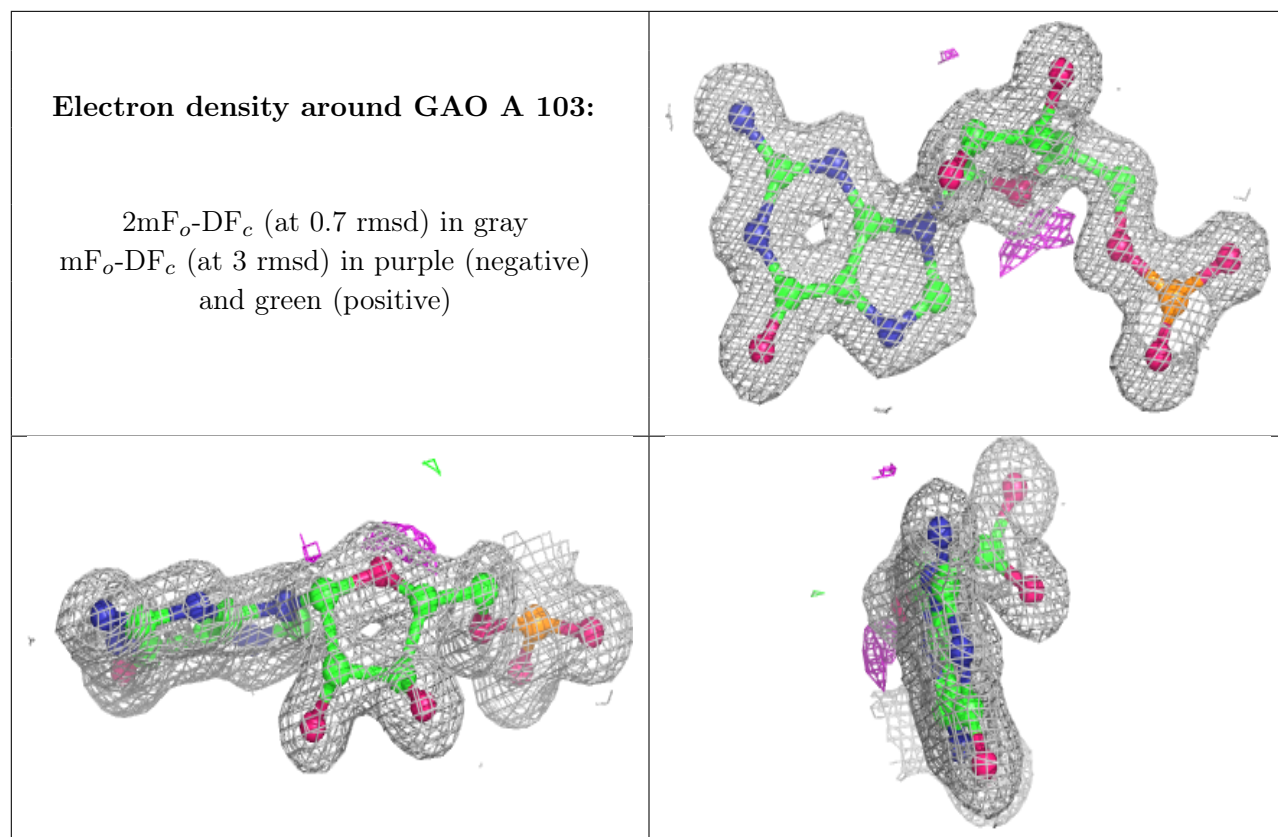 Electron density around GAO A 103:
2mFo-DFc (at 0.7 rmsd) in gray
mFo-DFc (at 3 rmsd) in purple (negative)
and green (positive)